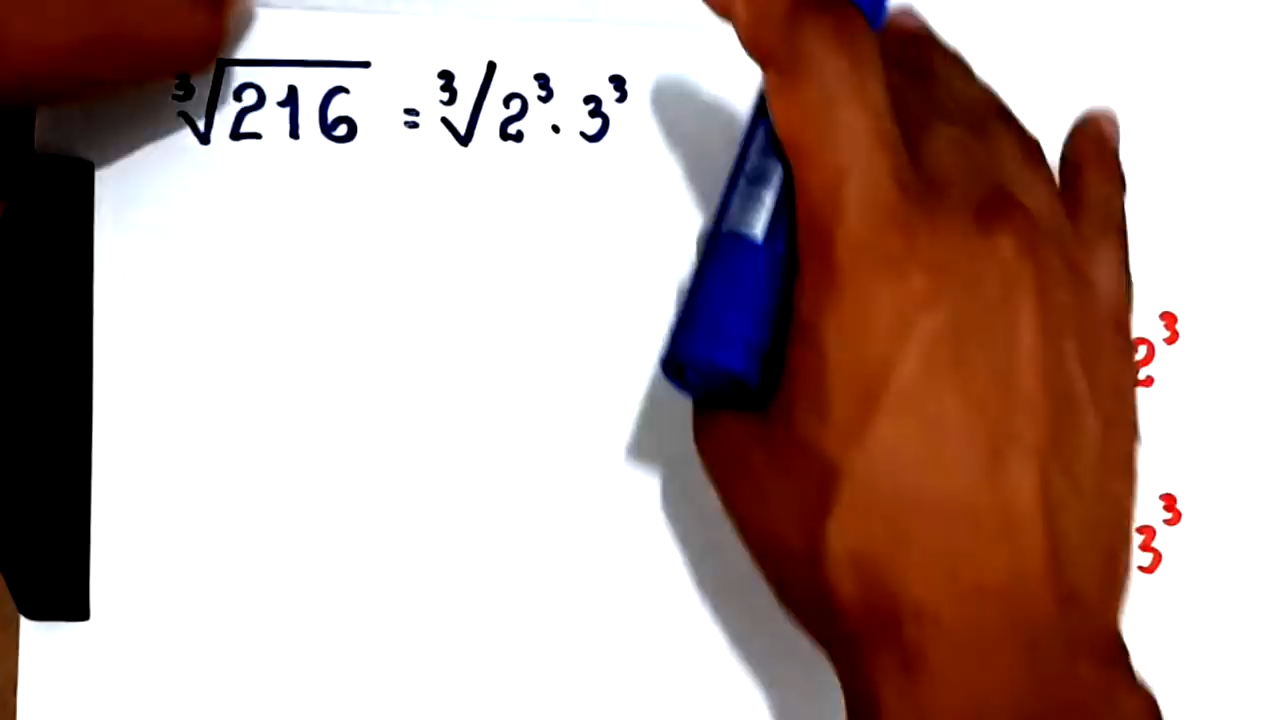 ∛216 = ∛2³ · 3³
2³
3³